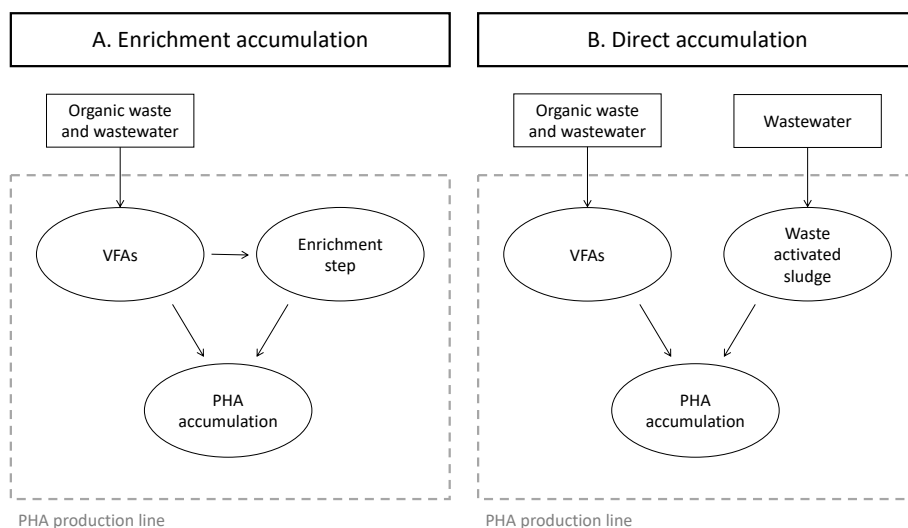 A. Enrichment accumulation
Organic waste
and wastewater
VFAs
Enrichment
step
PHA
accumulation
PHA production line
B. Direct accumulation
Organic waste
and wastewater
Wastewater
VFAs
Waste
activated
sludge
PHA
accumulation
PHA production line